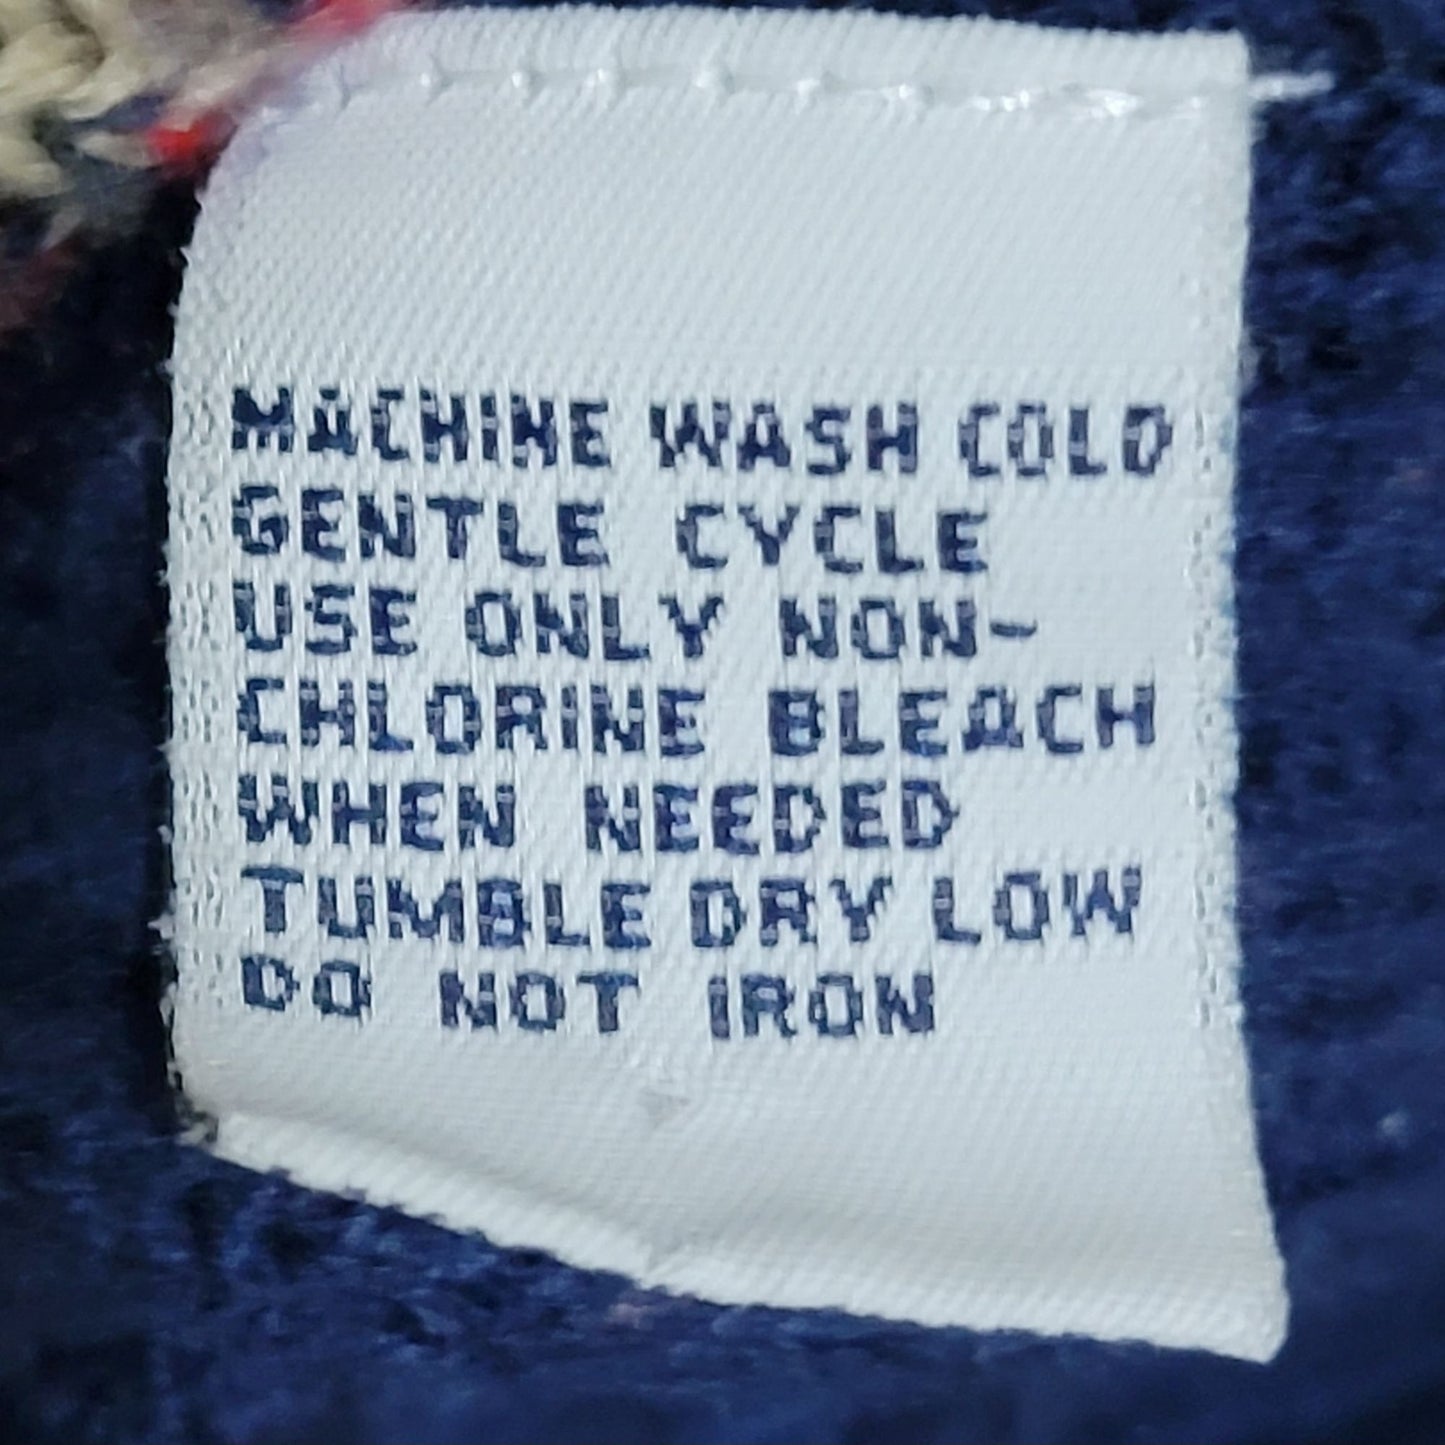 MACHINE WASH COLD
GENTLE CYCLE
USE ONLY NON-
CHLORINE BLEACH
WHEN NEEDED
TUMBLE DRY LOW
DO NOT IRON